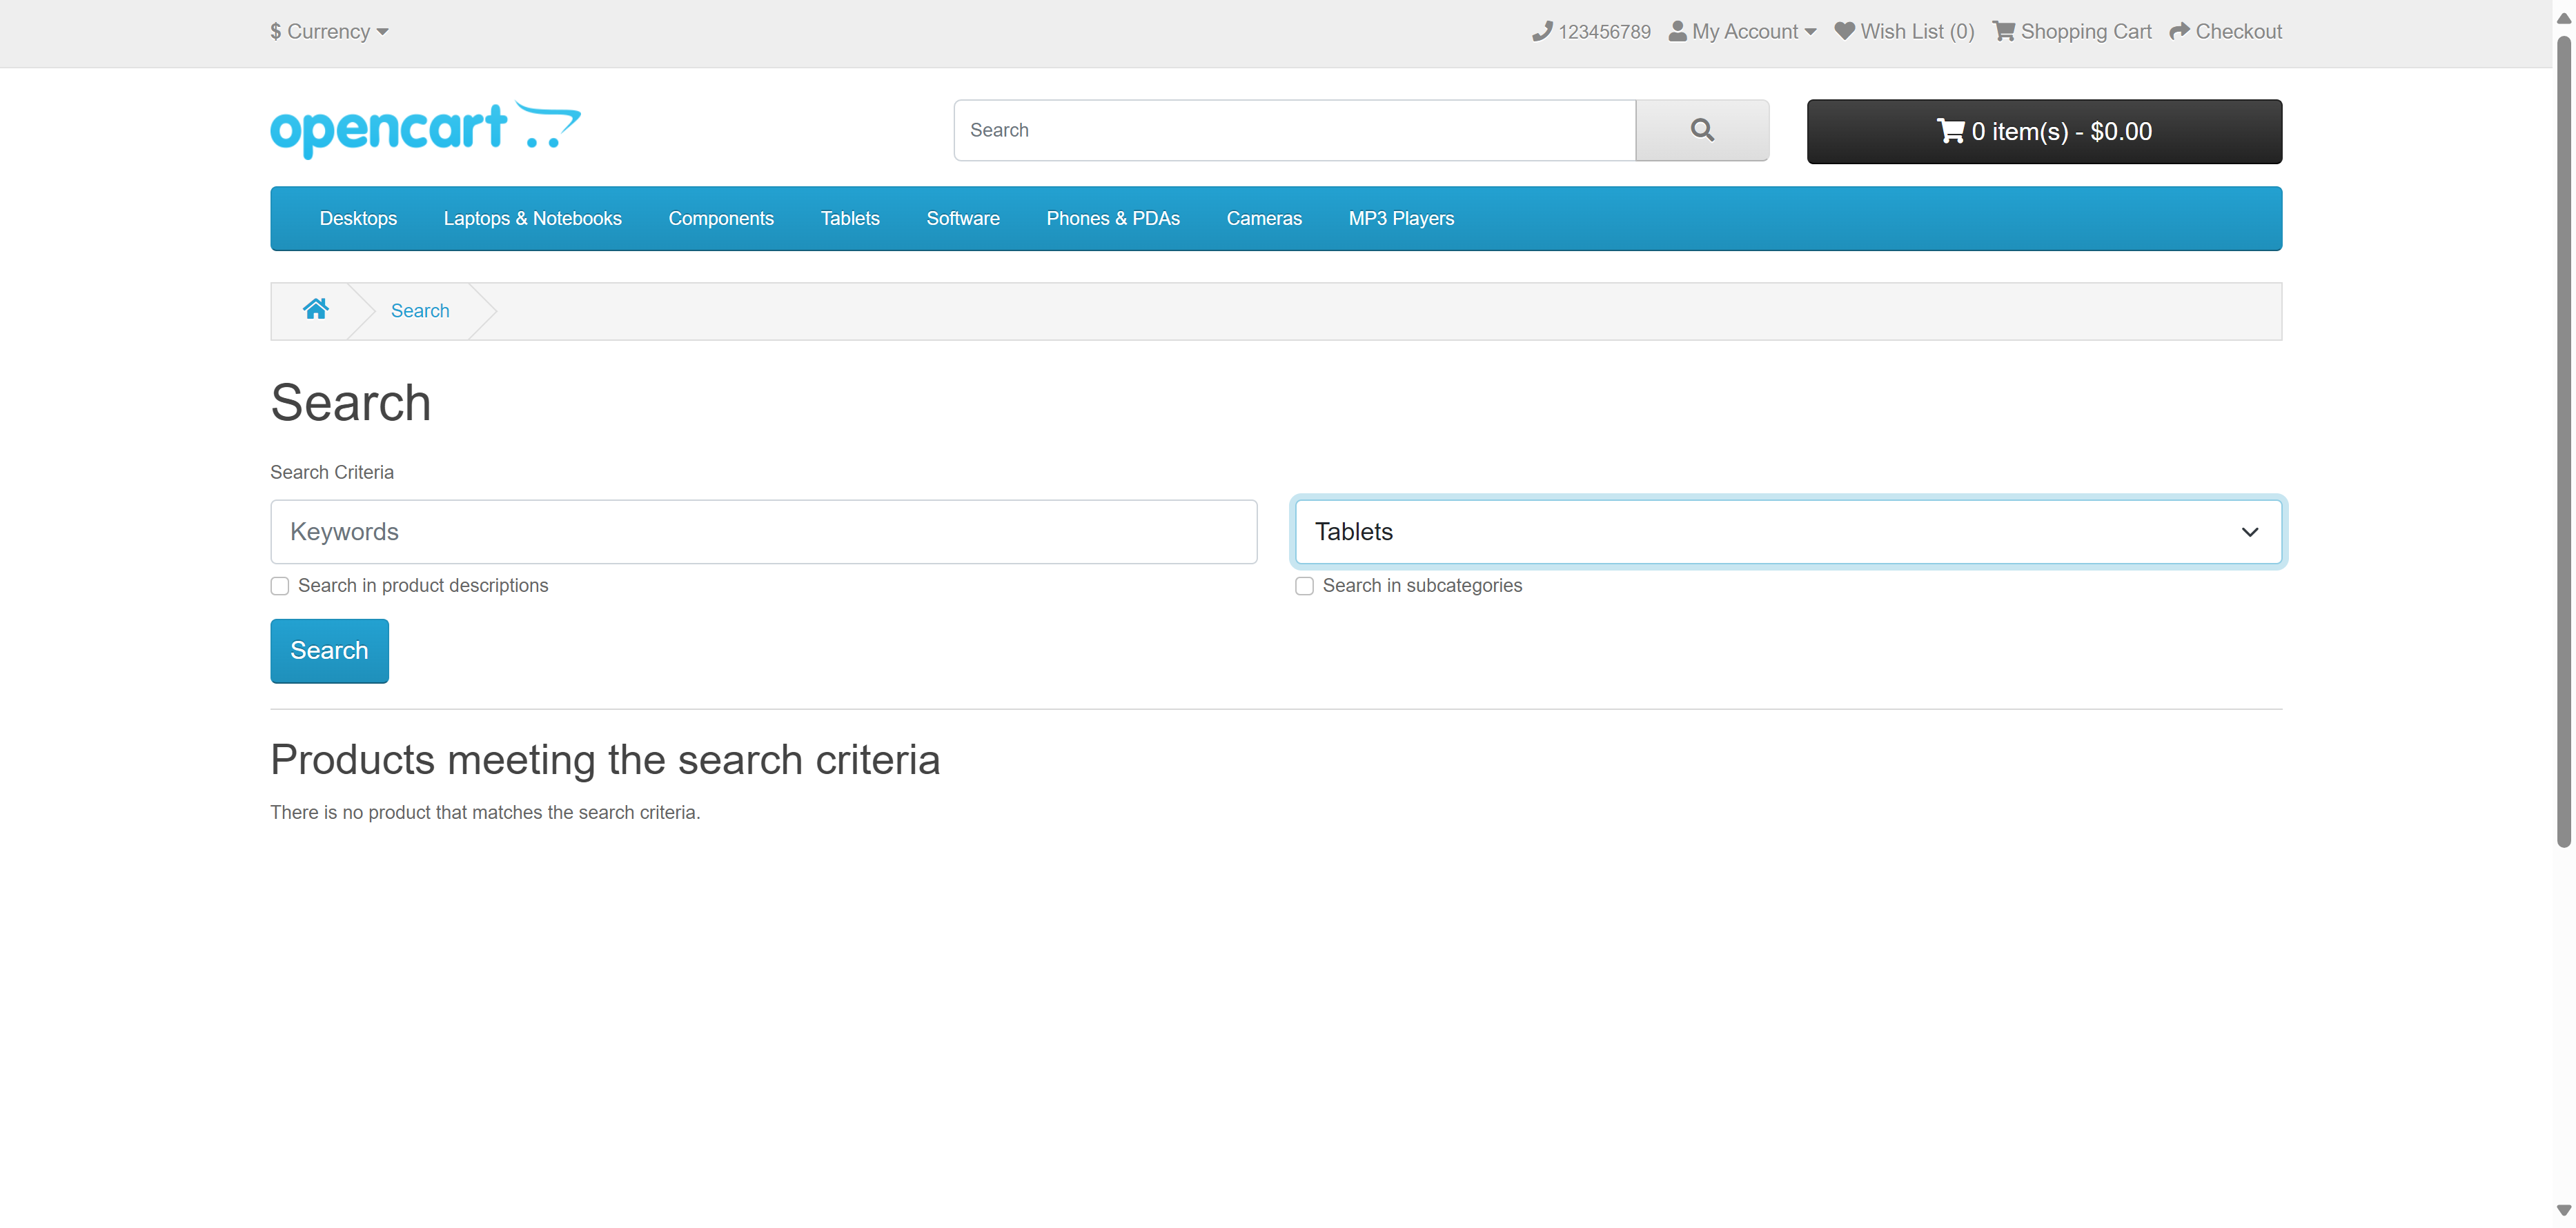 $ Currency
123456789 My Account Wish List (0) Shopping Cart Checkout
opencart
Search
0 item(s) - $0.00
Desktops Laptops & Notebooks Components Tablets Software Phones & PDAs Cameras MP3 Players
Search
Search
Search Criteria
Keywords
Tablets
Search in product descriptions
Search in subcategories
Search
Products meeting the search criteria
There is no product that matches the search criteria.